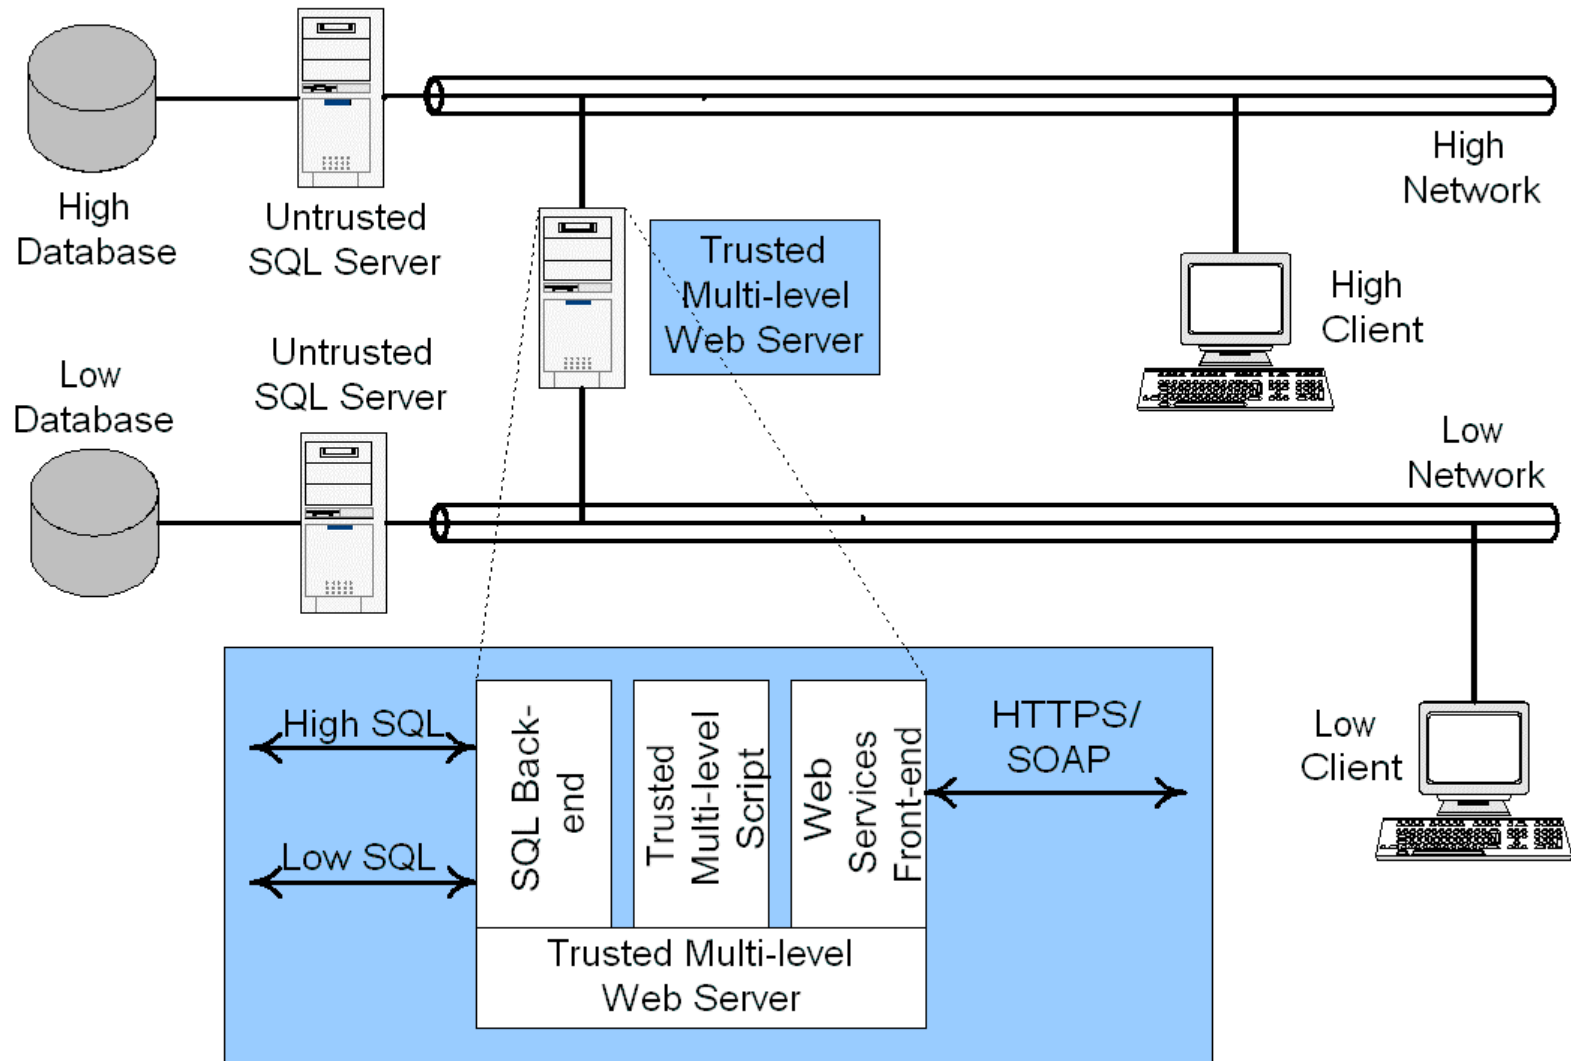 High
Database
Untrusted
SQL Server
High
Network
Trusted
Multi-level
Web Server
High
Client
Low
Database
Untrusted
SQL Server
Low
Network
Low
Client
High SQL
Low SQL
SQL Back-
end
Trusted
Multi-level
Script
Web
Services
Front-end
HTTPS/
SOAP
Trusted Multi-level
Web Server